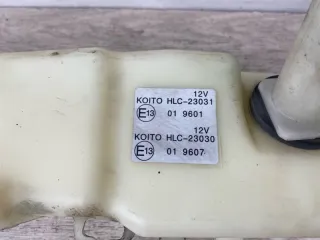 12V
KOITO HLC-23031
E13 01 9601
12V
KOITO HLC-23030
E13 01 9607